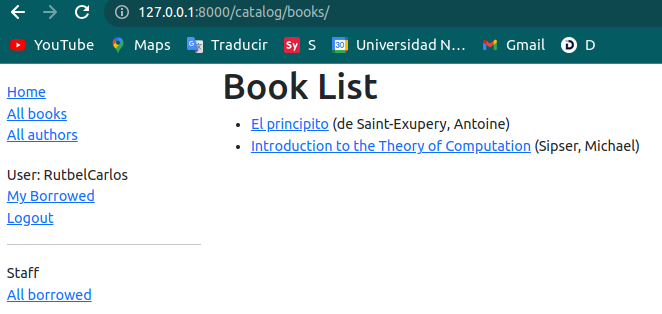 127.0.0.1:8000/catalog/books/
YouTube Maps Traducir Sy S 31 Universidad N... Gmail D D
Home
All books
All authors
User: RutbelCarlos
My Borrowed
Logout
Staff
All borrowed
Book List
El principito (de Saint-Exupery, Antoine)
Introduction to the Theory of Computation (Sipser, Michael)